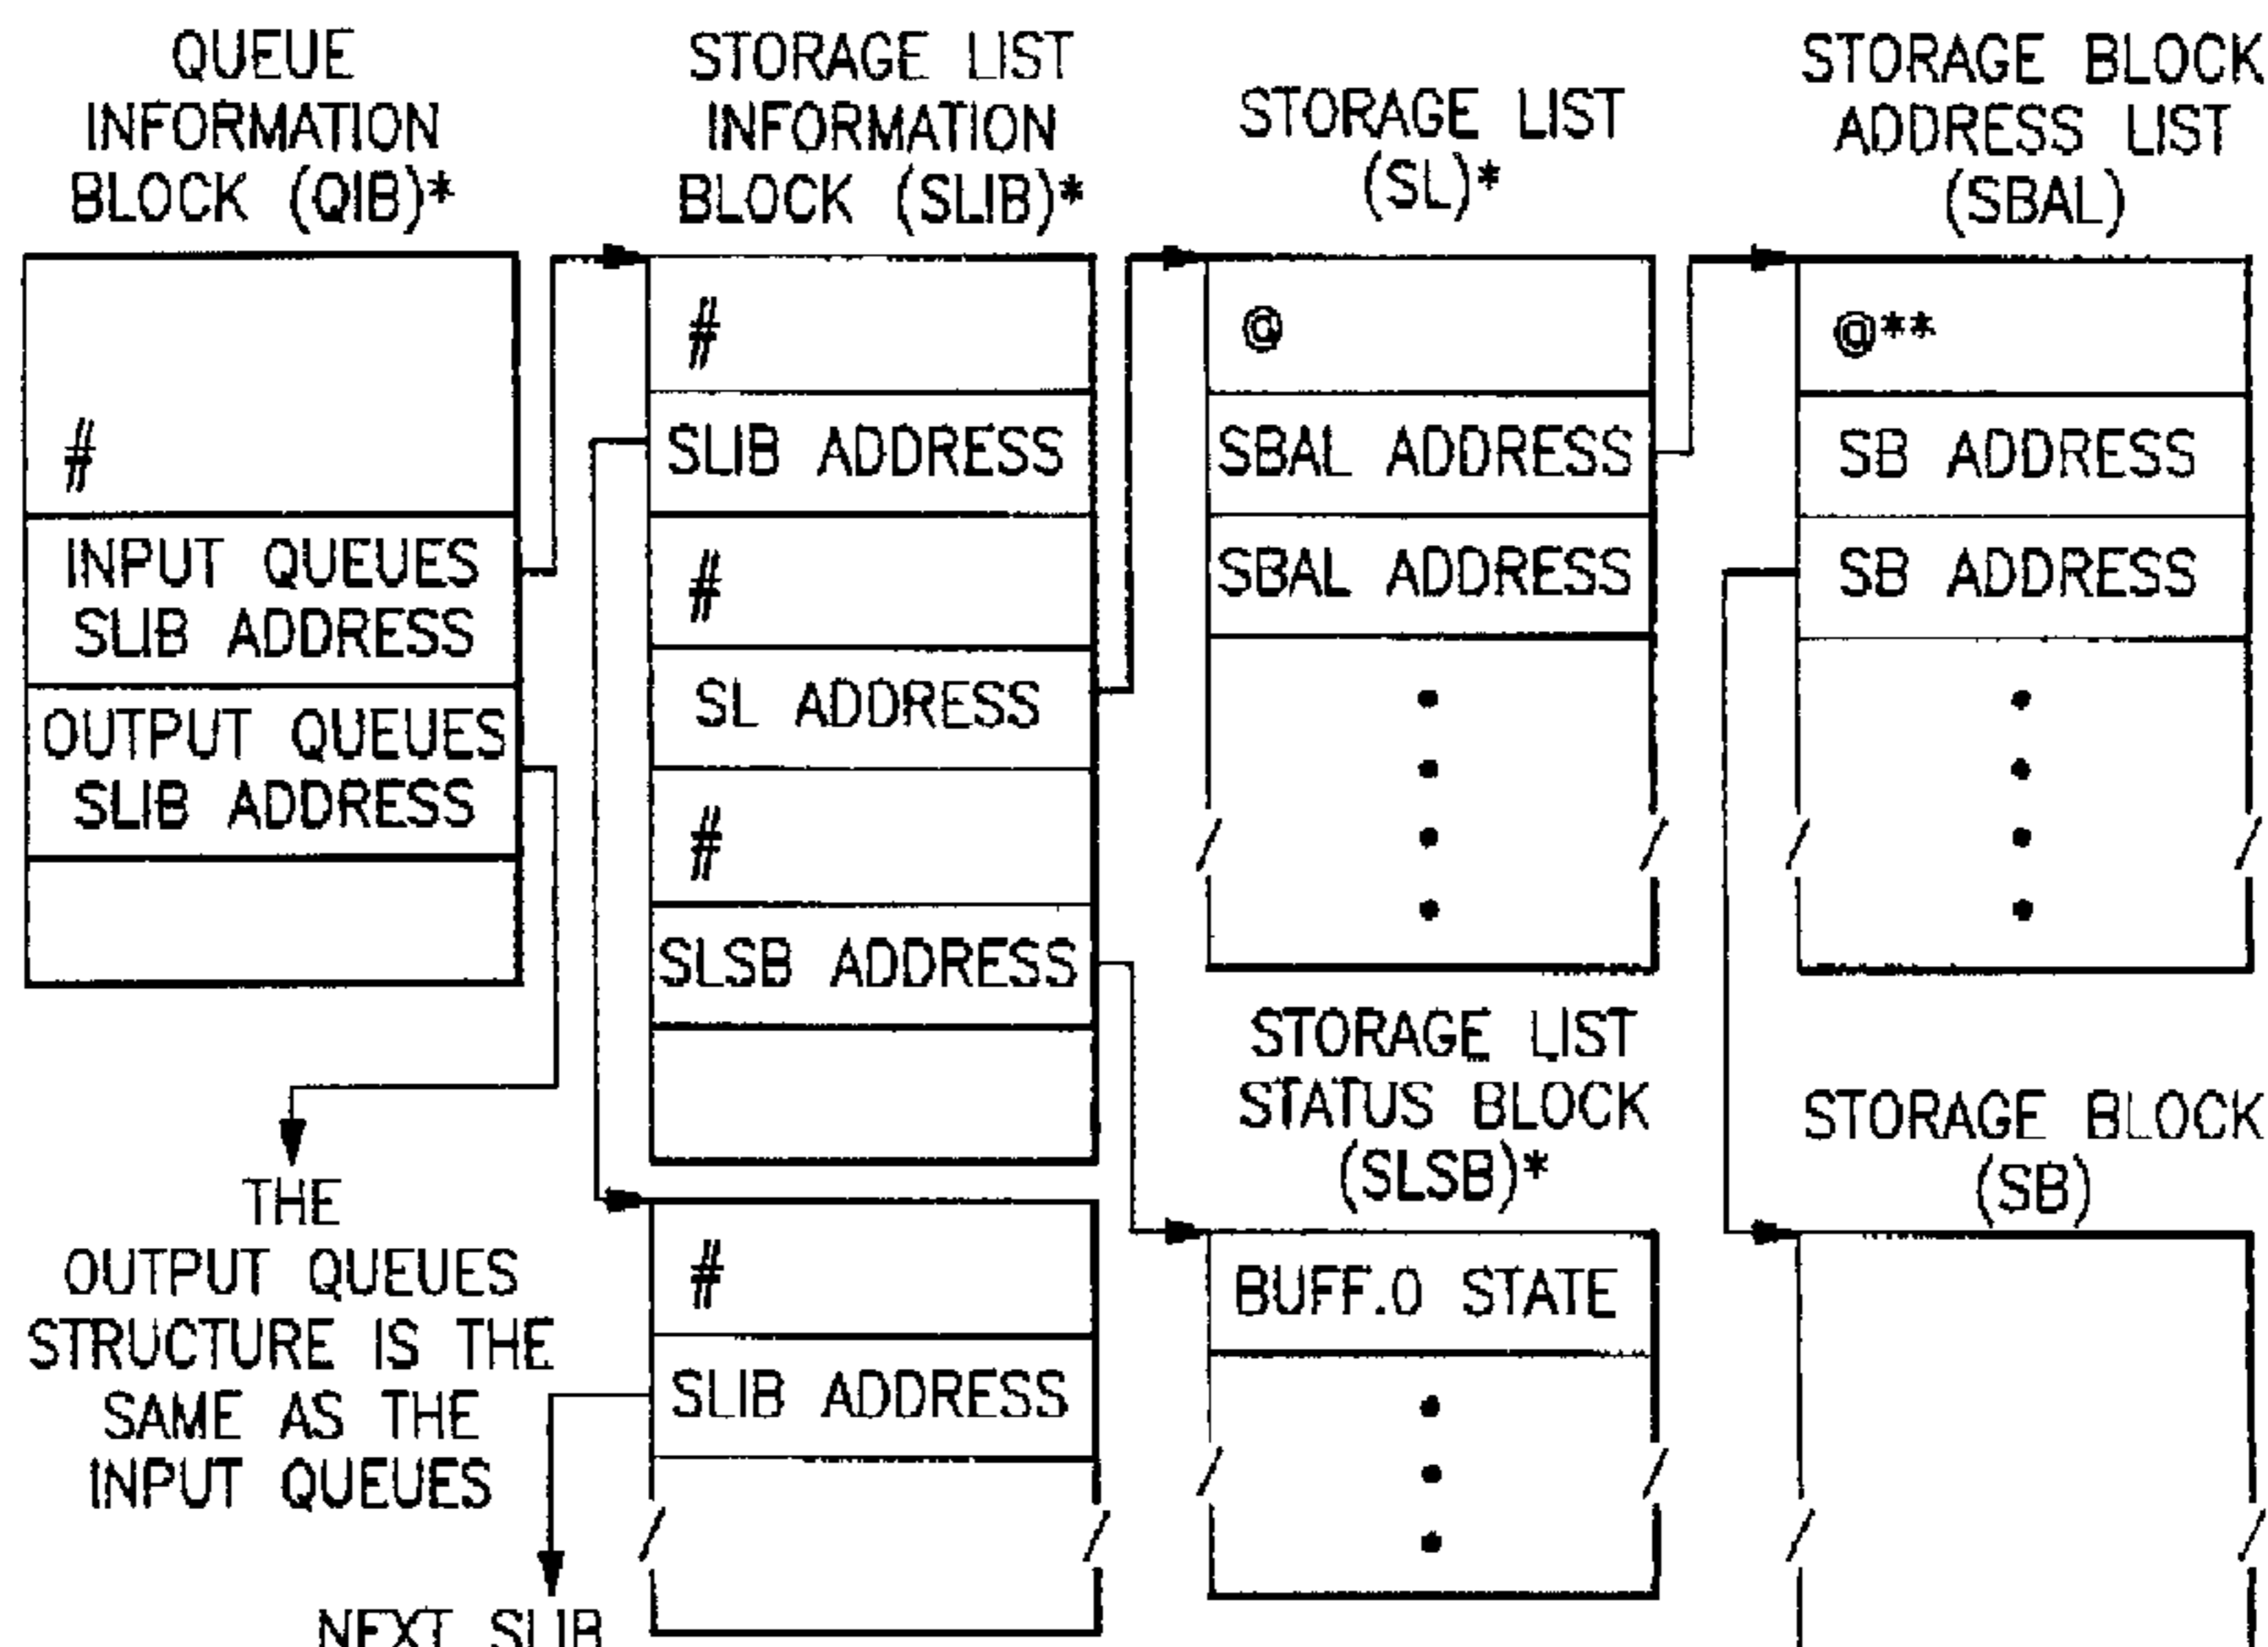 QUEUE
INFORMATION
BLOCK (QIB)*
#
INPUT QUEUES
SLIB ADDRESS
OUTPUT QUEUES
SLIB ADDRESS
THE
OUTPUT QUEUES
STRUCTURE IS THE
SAME AS THE
INPUT QUEUES
STORAGE LIST
INFORMATION
BLOCK (SLIB)*
#
SLIB ADDRESS
#
SL ADDRESS
#
SLSB ADDRESS
#
SLIB ADDRESS
NEXT SLIB
STORAGE LIST
(SL)*
@
SBAL ADDRESS
SBAL ADDRESS
STORAGE LIST
STATUS BLOCK
(SLSB)*
BUFF.0 STATE
STORAGE BLOCK
ADDRESS LIST
(SBAL)
@**
SB ADDRESS
SB ADDRESS
STORAGE BLOCK
(SB)